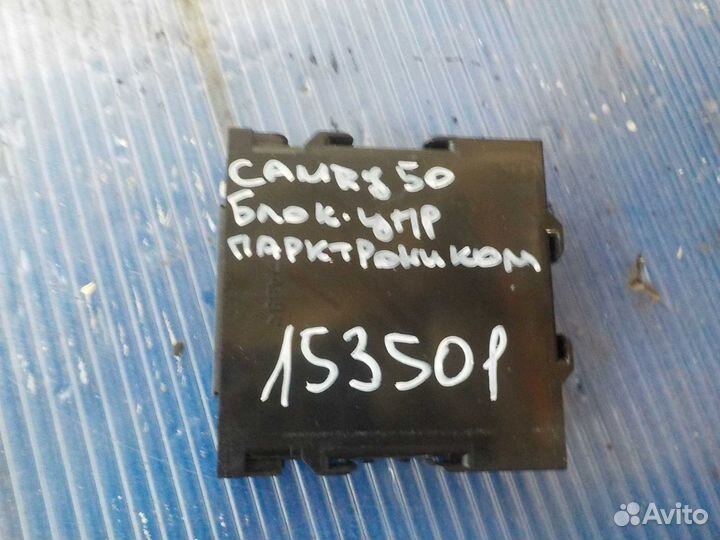 CAMRY 50
Блок. упр
ПАРКТРОНИКОМ
15350р
Avito